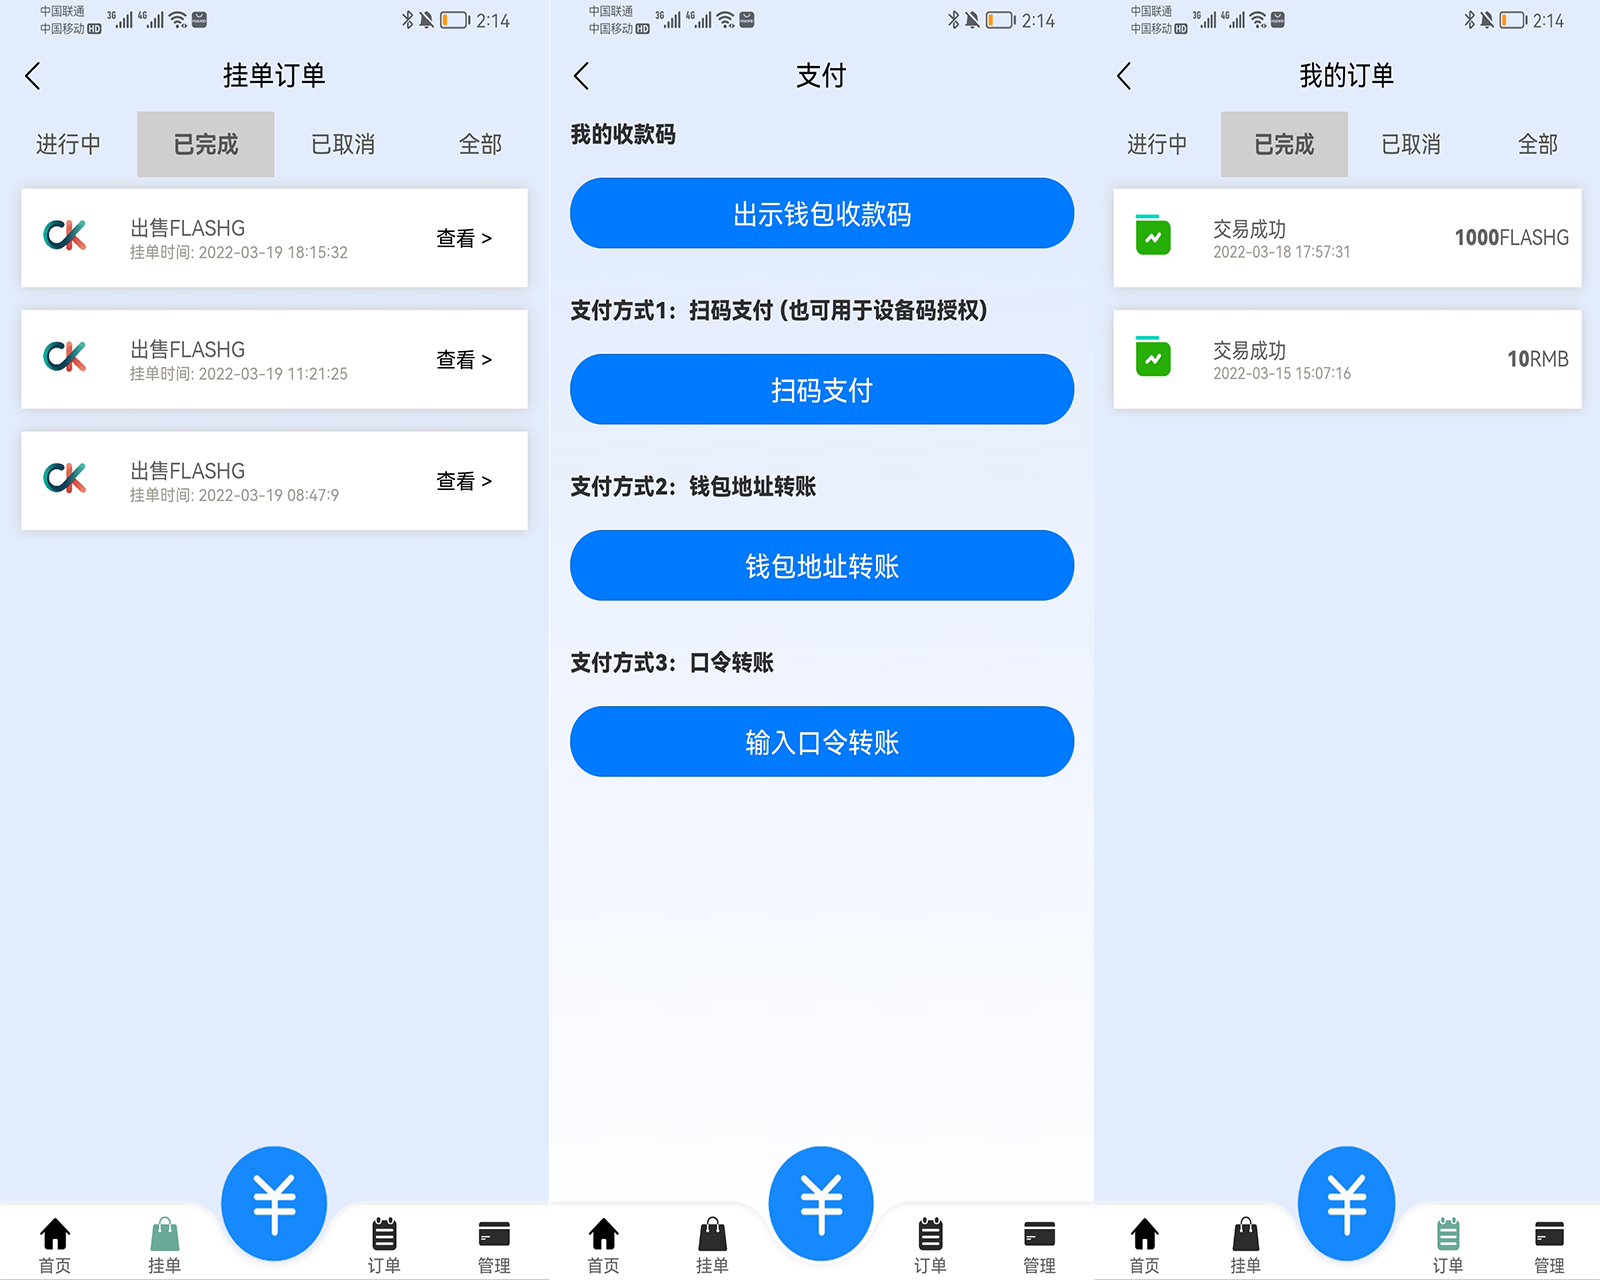 中国联通
中国移动 HD
3G
4G
2:14
挂单订单
进行中
已完成
已取消
全部
出售FLASHG
挂单时间: 2022-03-19 18:15:32
查看 >
出售FLASHG
挂单时间: 2022-03-19 11:21:25
查看 >
出售FLASHG
挂单时间: 2022-03-19 08:47:9
查看 >
首页
挂单
¥
订单
管理
中国联通
中国移动 HD
3G
4G
2:14
支付
我的收款码
出示钱包收款码
支付方式1：扫码支付 (也可用于设备码授权)
扫码支付
支付方式2：钱包地址转账
钱包地址转账
支付方式3：口令转账
输入口令转账
首页
挂单
¥
订单
管理
中国联通
中国移动 HD
3G
4G
2:14
我的订单
进行中
已完成
已取消
全部
交易成功
2022-03-18 17:57:31
1000FLASHG
交易成功
2022-03-15 15:07:16
10RMB
首页
挂单
¥
订单
管理